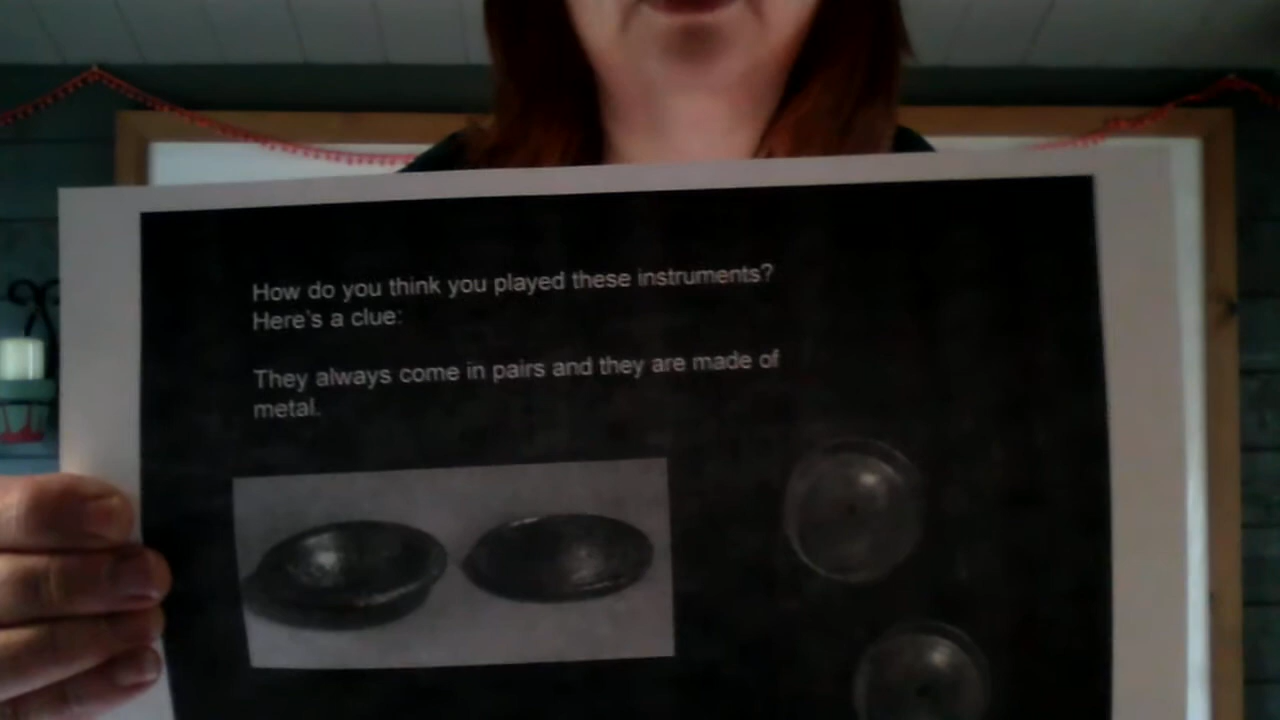 How do you think you played these instruments?
Here's a clue:
They always come in pairs and they are made of
metal.